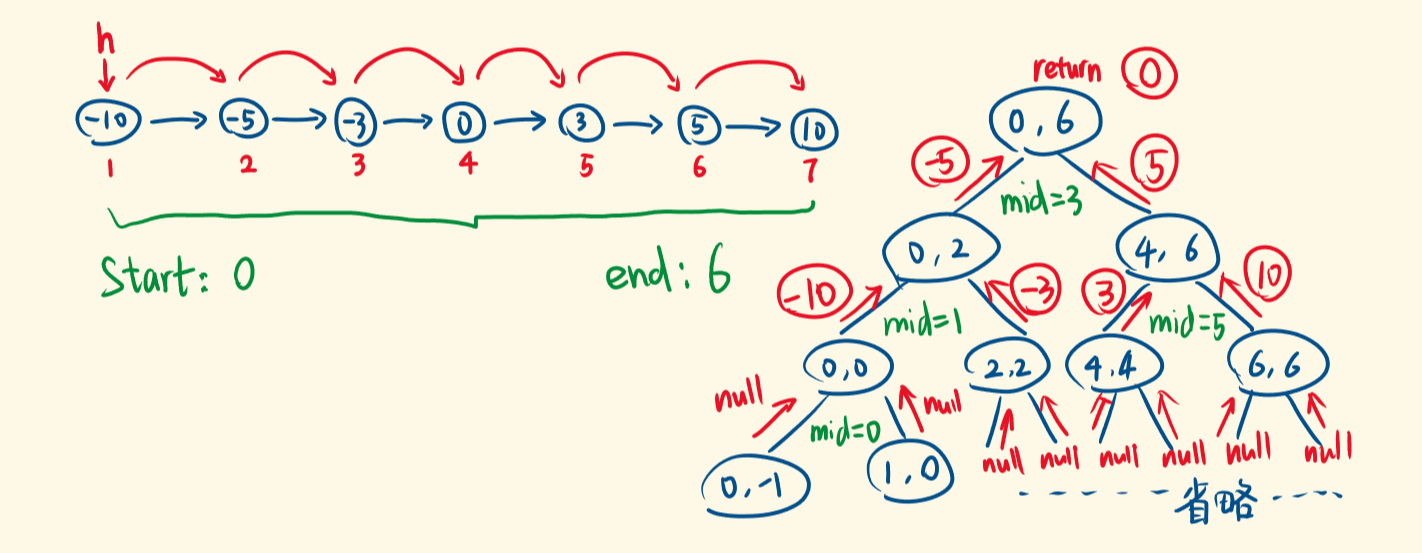 h
-10 -5 -3 0 3 5 10
1 2 3 4 5 6 7
Start: 0 end: 6
return 0
0,6
-5 5
mid=3
0,2 4,6
-10 -3 3 10
mid=1 mid=5
0,0 2,2 4.4 6,6
null null
mid=0
null null null null null null
0,-1 1,0
省略